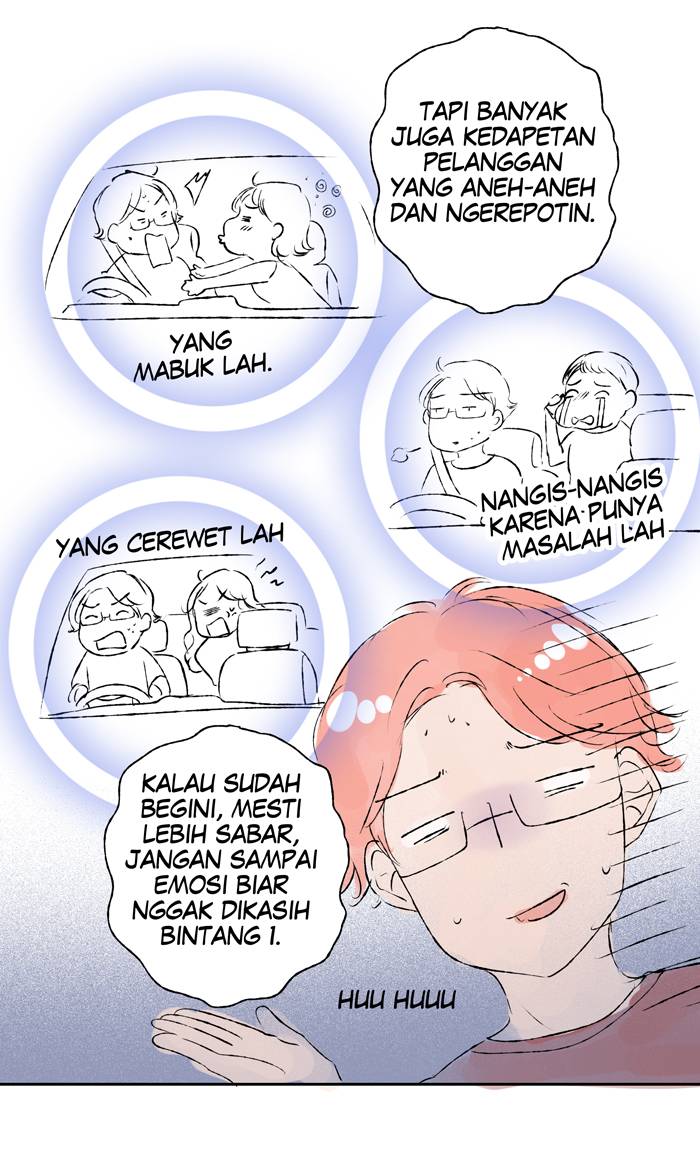 TAPI BANYAK
JUGA KEDAPETAN
PELANGGAN
YANG ANEH-ANEH
DAN NGEREPOTIN.
YANG
MABUK LAH.
NANGIS-NANGIS
KARENA PUNYA
MASALAH LAH
YANG CEREWET LAH
KALAU SUDAH
BEGINI, MESTI
LEBIH SABAR,
JANGAN SAMPAI
EMOSI BIAR
NGGAK DIKASIH
BINTANG 1.
HUU HUUU